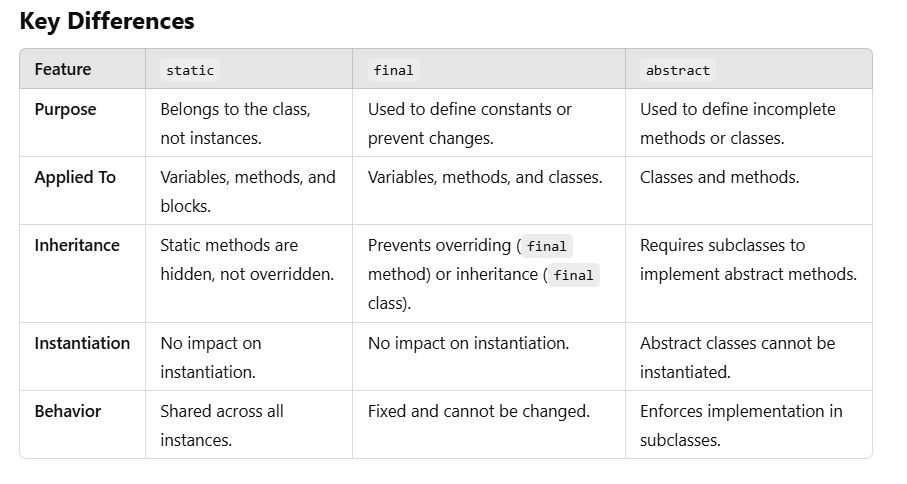 Key Differences
Feature static final abstract
Purpose Belongs to the class, Used to define constants or Used to define incomplete
not instances. prevent changes. methods or classes.
Applied To Variables, methods, and Variables, methods, and classes. Classes and methods.
blocks.
Inheritance Static methods are Prevents overriding ( final Requires subclasses to
hidden, not overridden. method) or inheritance ( final implement abstract methods.
class).
Instantiation No impact on No impact on instantiation. Abstract classes cannot be
instantiation. instantiated.
Behavior Shared across all Fixed and cannot be changed. Enforces implementation in
instances. subclasses.